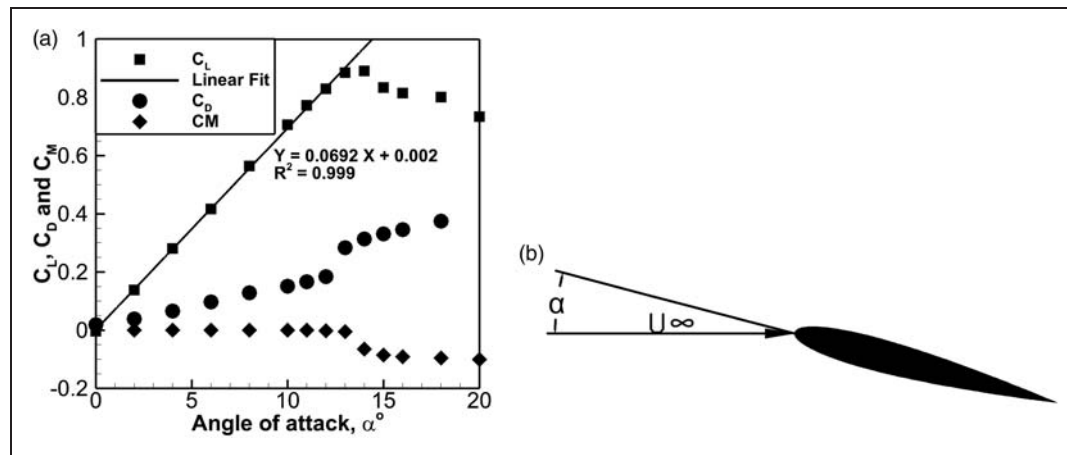 (a)
1
0.8
0.6
0.4
0.2
0
-0.2
C_L, C_D and C_M
C_L
Linear Fit
C_D
CM
Y = 0.0692 X + 0.002
R² = 0.999
0 5 10 15 20
Angle of attack, α°
(b)
α
U∞